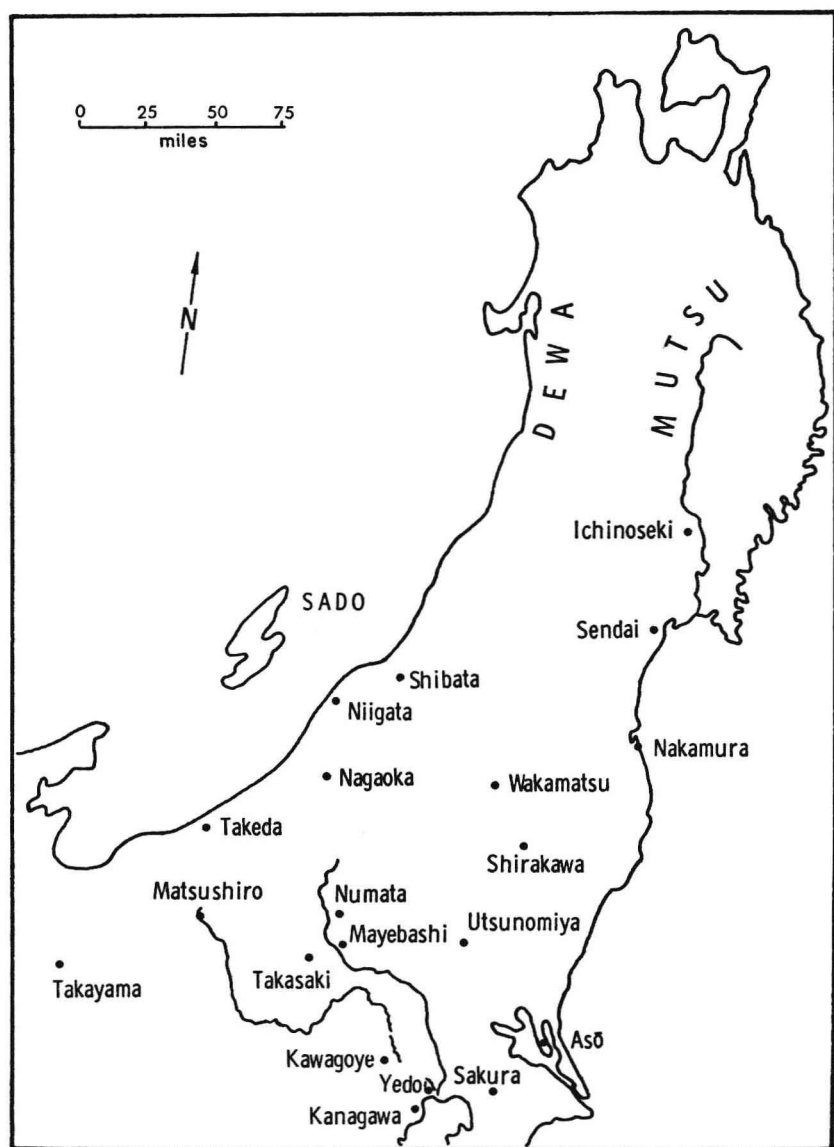 0 25 50 75
miles
N
DEWA
MUTSU
Ichinoseki
SADO
Sendai
Shibata
Niigata
Nakamura
Nagaoka
Wakamatsu
Takeda
Shirakawa
Matsushiro
Numata
Utsunomiya
Mayebashi
Takasaki
Takayama
Asō
Kawagoye
Yedo
Sakura
Kanagawa